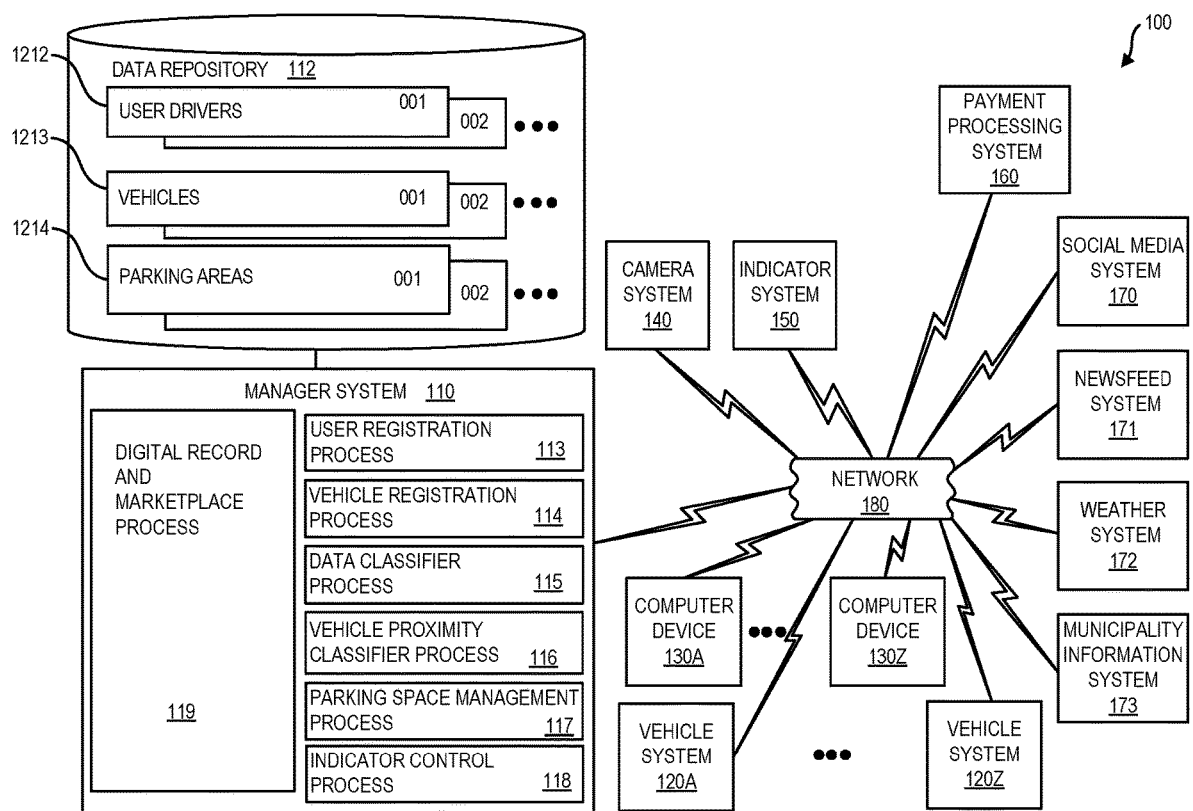 100
1212
DATA REPOSITORY 112
USER DRIVERS 001
002
1213
VEHICLES 001
002
1214
PARKING AREAS 001
002
PAYMENT
PROCESSING
SYSTEM
160
CAMERA
SYSTEM
140
INDICATOR
SYSTEM
150
SOCIAL MEDIA
SYSTEM
170
NEWSFEED
SYSTEM
171
NETWORK
180
WEATHER
SYSTEM
172
MUNICIPALITY
INFORMATION
SYSTEM
173
COMPUTER
DEVICE
130A
COMPUTER
DEVICE
130Z
VEHICLE
SYSTEM
120A
VEHICLE
SYSTEM
120Z
MANAGER SYSTEM 110
DIGITAL RECORD
AND
MARKETPLACE
PROCESS
119
USER REGISTRATION
PROCESS 113
VEHICLE REGISTRATION
PROCESS 114
DATA CLASSIFIER
PROCESS 115
VEHICLE PROXIMITY
CLASSIFIER PROCESS 116
PARKING SPACE MANAGEMENT
PROCESS 117
INDICATOR CONTROL
PROCESS 118